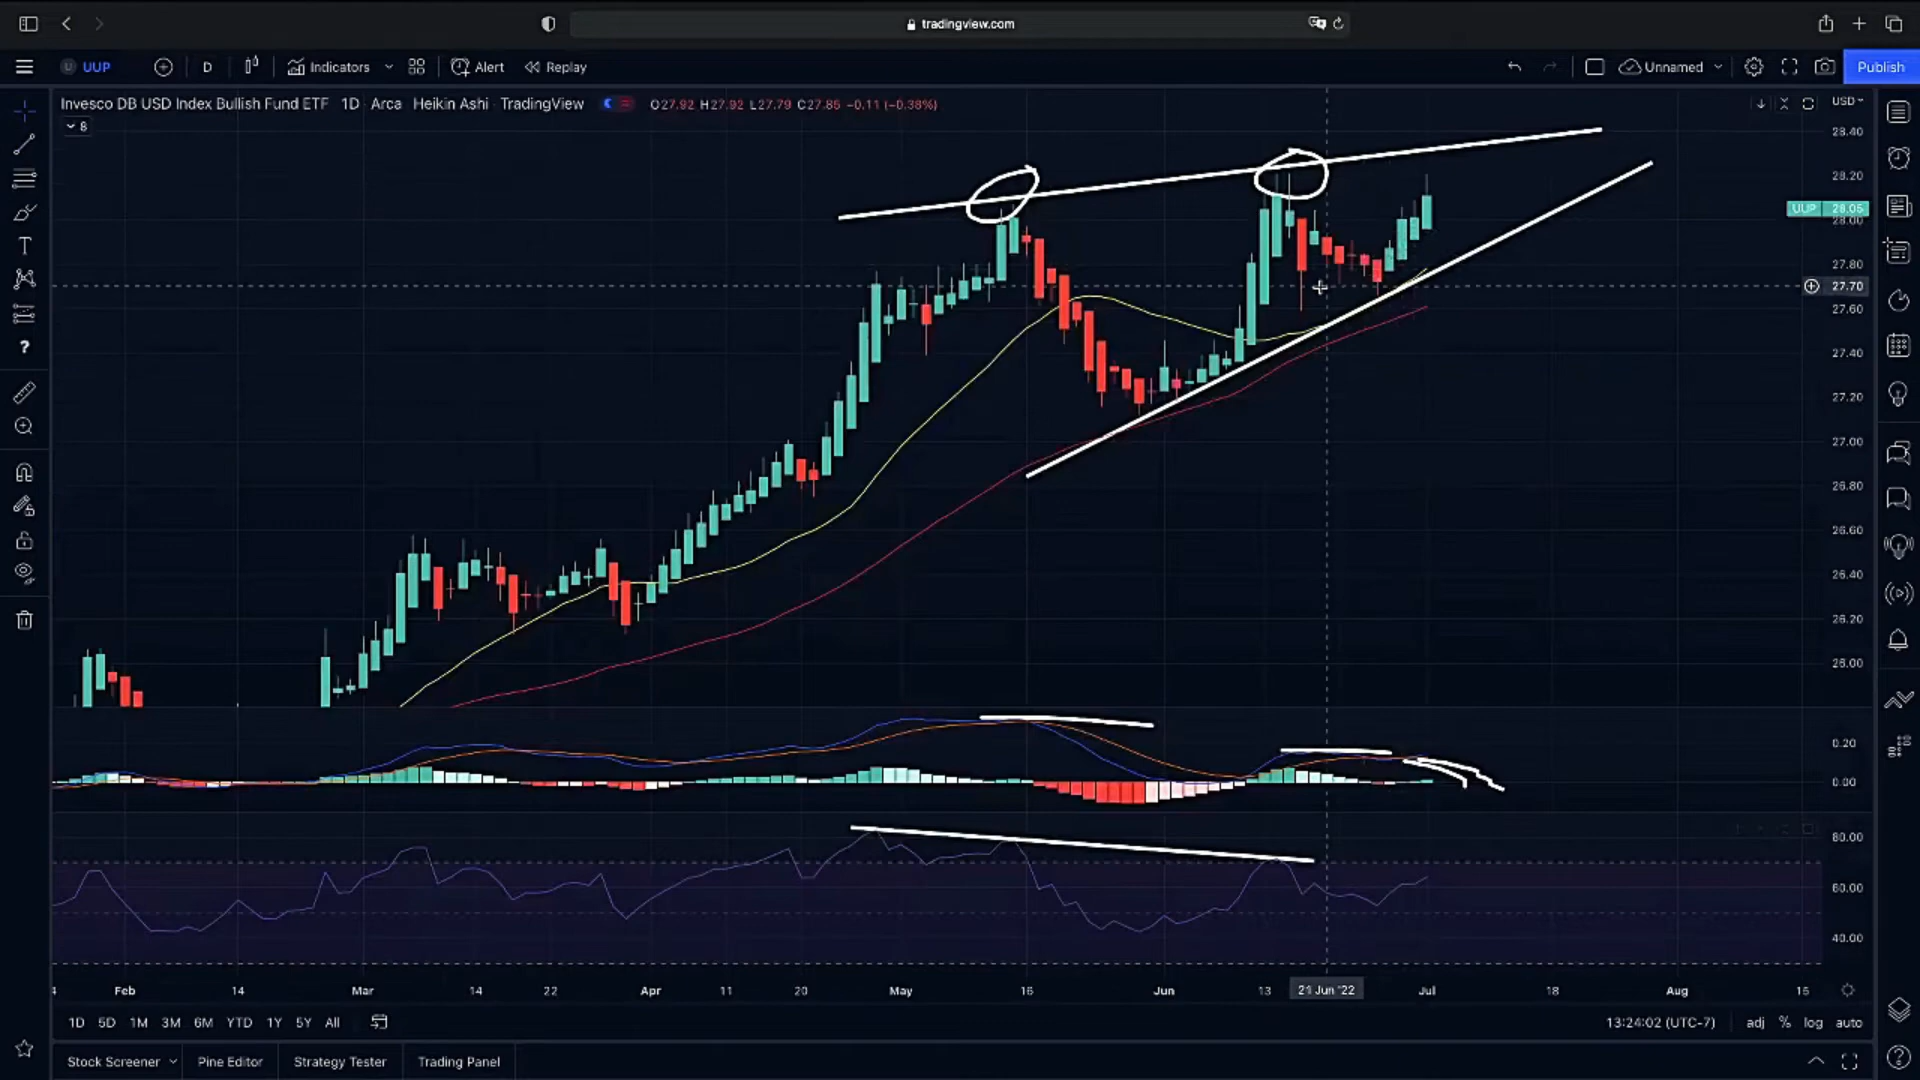 tradingview.com
UUP
D
Indicators
Alert
Replay
Unnamed
Publish
Invesco DB USD Index Bullish Fund ETF 1D Arca Heikin Ashi TradingView
O27.92 H27.92 L27.79 C27.85 −0.11 (−0.38%)
USD
8
28.40
28.20
UUP 28.05
28.00
27.80
27.70
27.60
27.40
27.20
27.00
26.80
26.60
26.40
26.20
26.00
0.20
0.00
80.00
60.00
40.00
Feb 14 Mar 14 22 Apr 11 20 May 16 Jun 13 21 Jun '22 Jul 18 Aug 15
1D 5D 1M 3M 6M YTD 1Y 5Y All
13:24:02 (UTC-7) adj % log auto
Stock Screener Pine Editor Strategy Tester Trading Panel